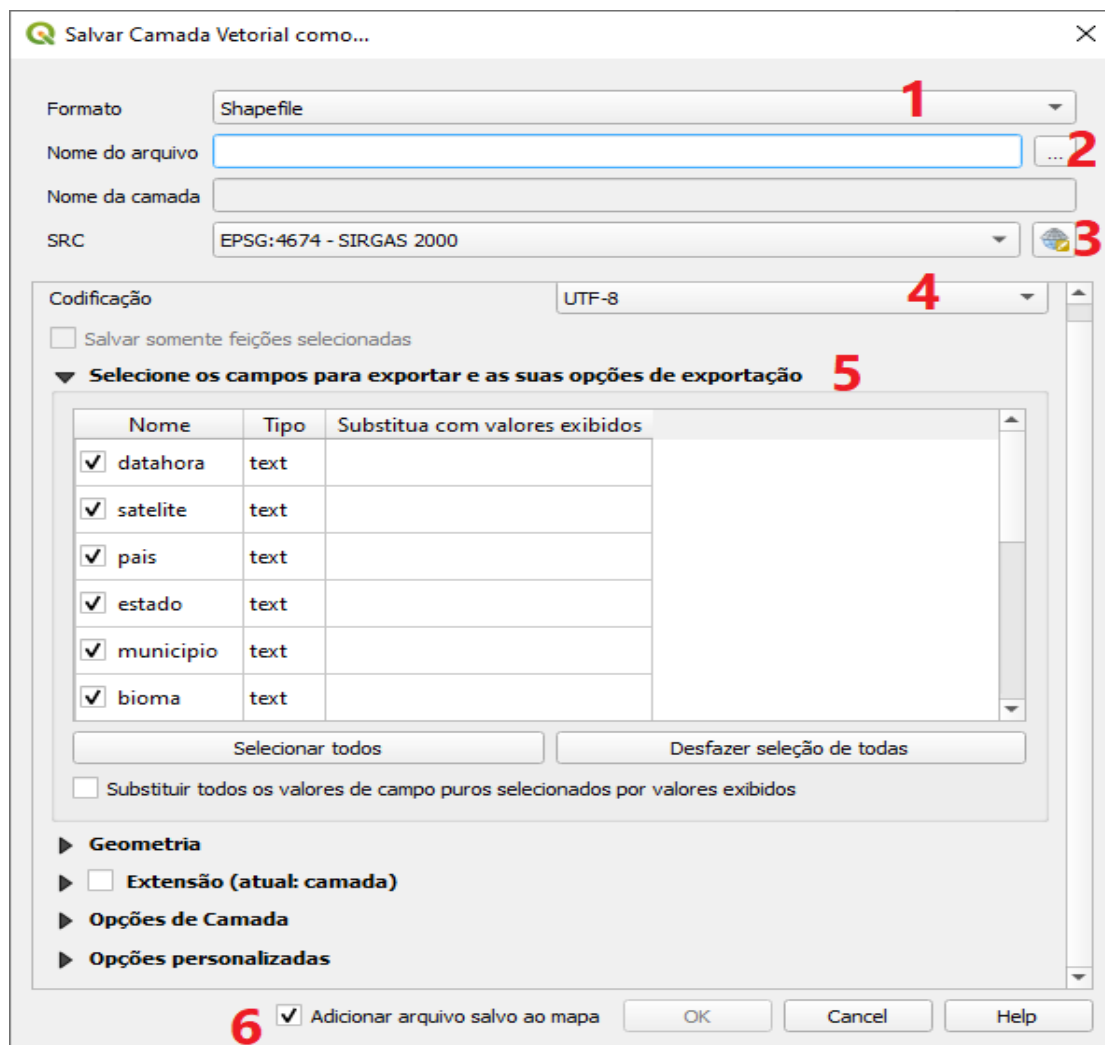 Salvar Camada Vetorial como...
Formato Shapefile 1
Nome do arquivo ... 2
Nome da camada
SRC EPSG:4674 - SIRGAS 2000 3
Codificação UTF-8 4
Salvar somente feições selecionadas
Selecione os campos para exportar e as suas opções de exportação 5
Nome Tipo Substitua com valores exibidos
datahora text
satelite text
pais text
estado text
municipio text
bioma text
Selecionar todos Desfazer seleção de todas
Substituir todos os valores de campo puros selecionados por valores exibidos
Geometria
Extensão (atual: camada)
Opções de Camada
Opções personalizadas
6 Adicionar arquivo salvo ao mapa OK Cancel Help